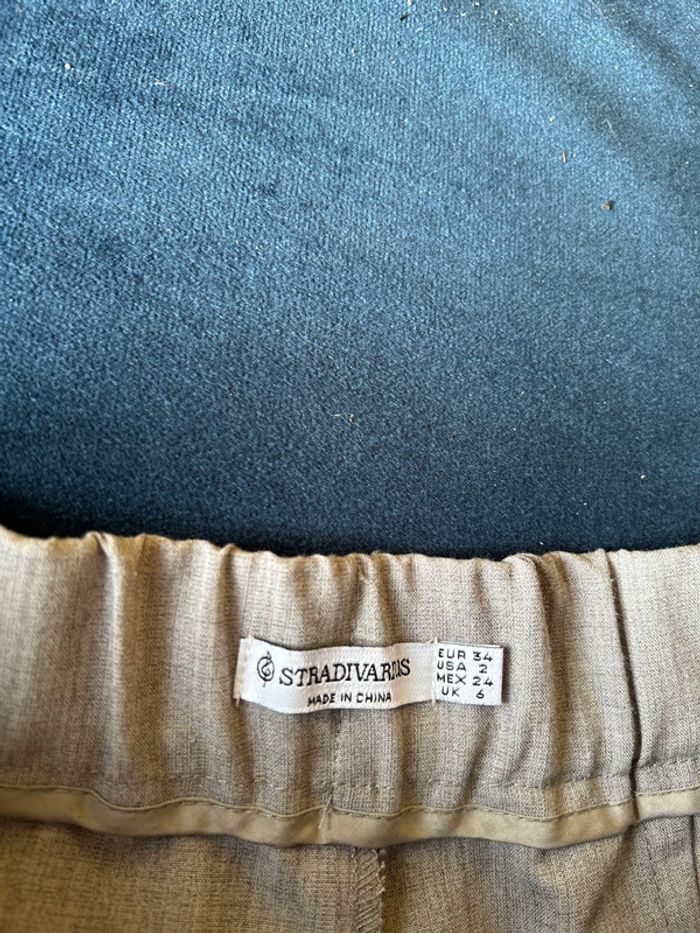 STRADIVARIUS
MADE IN CHINA
EUR 34
USA 2
MEX 24
UK 6